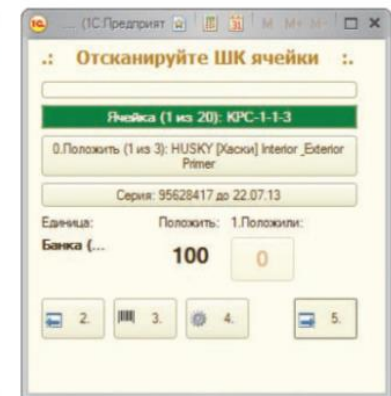 1С ... (1С:Предприят M M+ M-
.: Отсканируйте ШК ячейки :.
Ячейка (1 из 20): КРС-1-1-3
0.Положить (1 из 3): HUSKY [Хаски] Interior_Exterior
Primer
Серия: 95628417 до 22.07.13
Единица: Положить: 1.Положили:
Банка (... 100 0
2. 3. 4. 5.